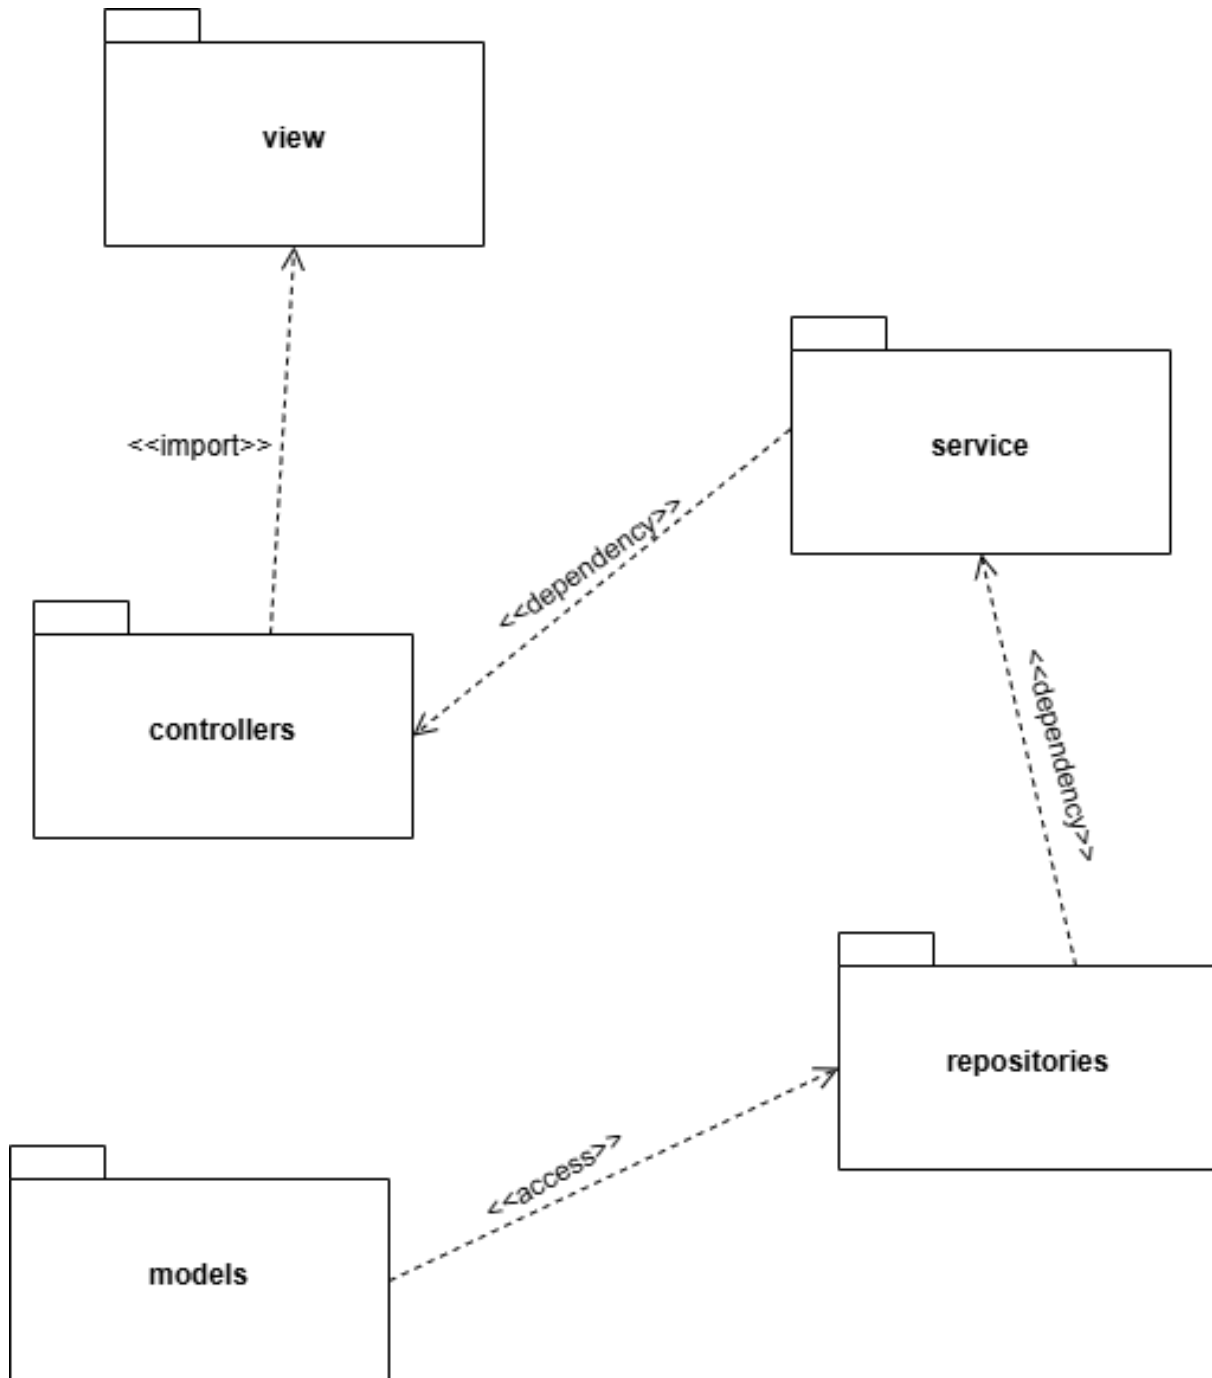 view
<<import>>
service
<<dependency>>
controllers
<<dependency>>
repositories
<<access>>
models